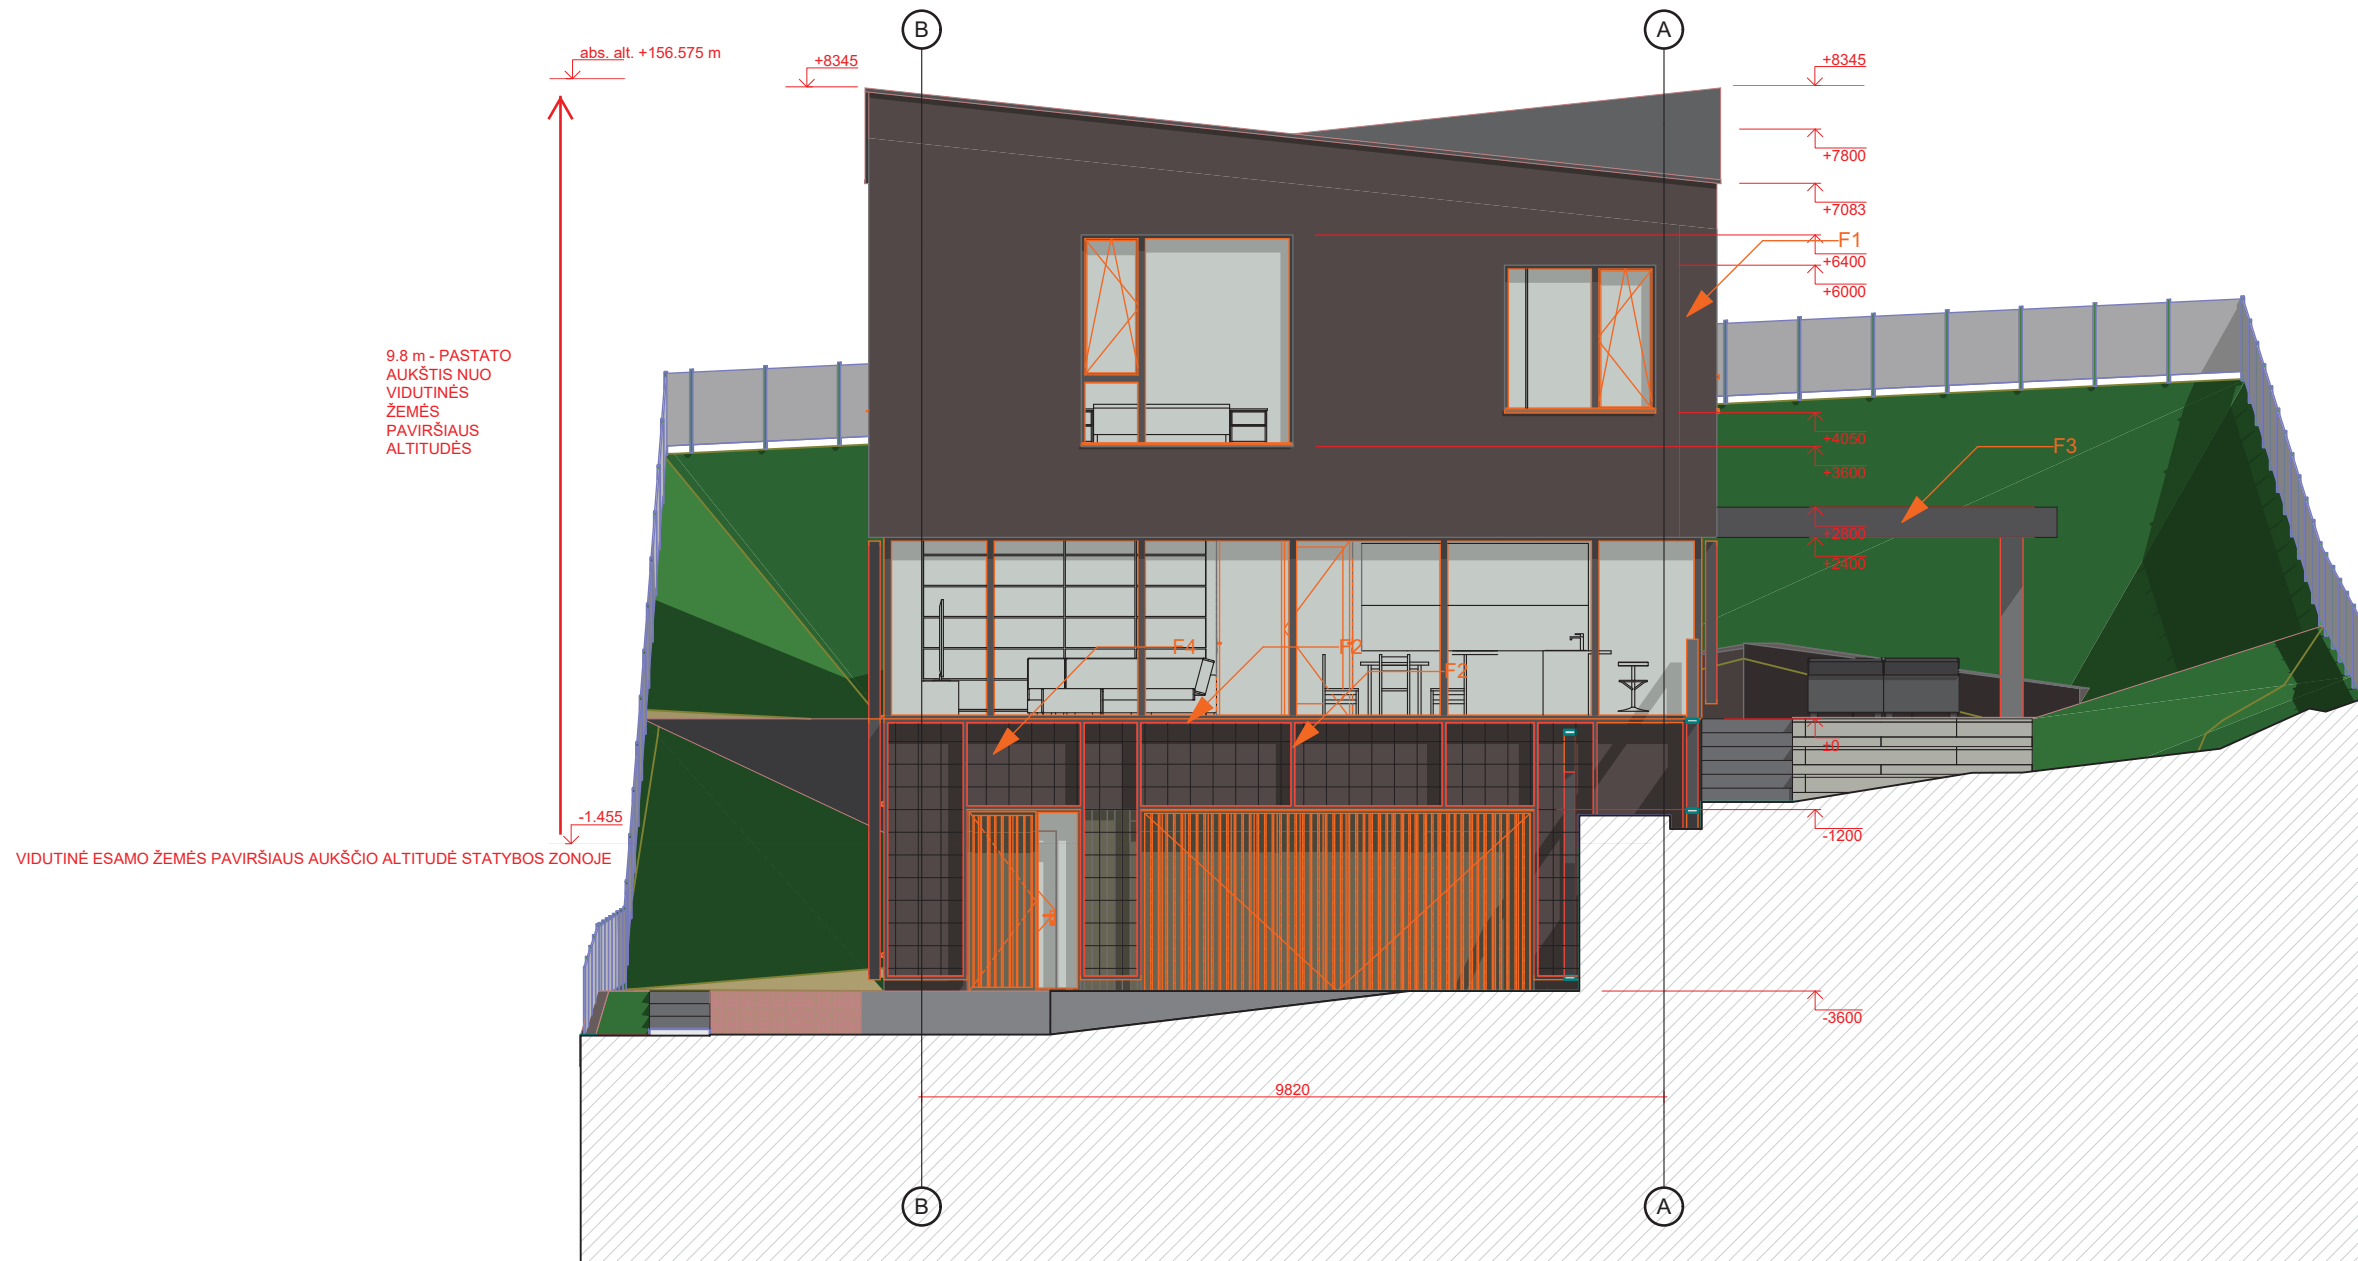 B
A
abs. alt. +156.575 m
+8345
+8345
+7800
+7083
F1
+6400
+6000
9.8 m - PASTATO
AUKŠTIS NUO
VIDUTINĖS
ŽEMĖS
PAVIRŠIAUS
ALTITUDĖS
+4050
F3
+3600
+2800
+2400
F4
F2
F2
±0
-1.455
-1200
VIDUTINĖ ESAMO ŽEMĖS PAVIRŠIAUS AUKŠČIO ALTITUDĖ STATYBOS ZONOJE
-3600
9820
B
A